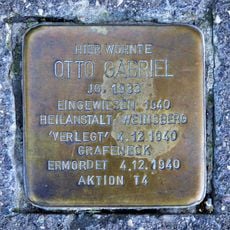 HIER WOHNTE
OTTO GABRIEL
JG. 1933
EINGEWIESEN 1940
HEILANSTALT WEINSBERG
'VERLEGT' 4.12.1940
GRAFENECK
ERMORDET 4.12.1940
AKTION T4